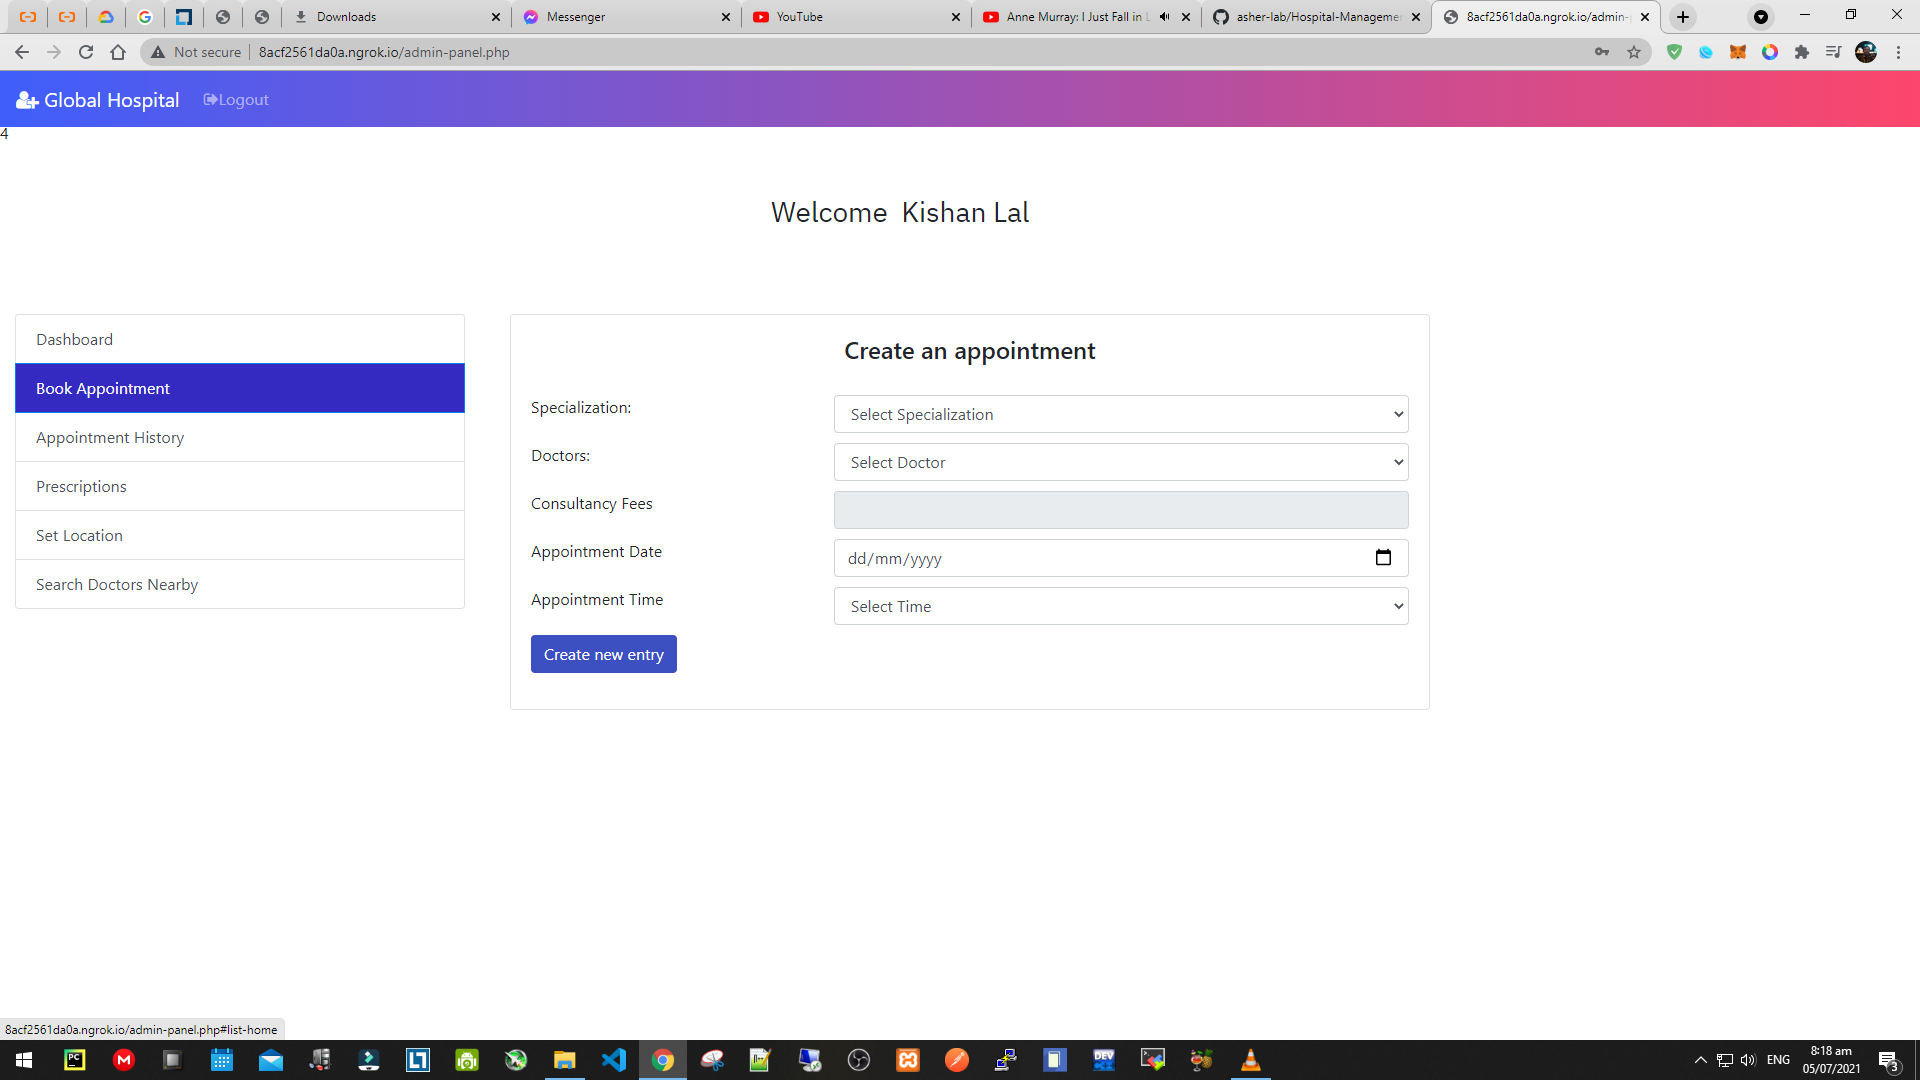 Downloads
Messenger
YouTube
Anne Murray: I Just Fall in L
asher-lab/Hospital-Managemen
8acf2561da0a.ngrok.io/admin-
Not secure
8acf2561da0a.ngrok.io/admin-panel.php
Global Hospital
Logout
4
Welcome Kishan Lal
Dashboard
Book Appointment
Appointment History
Prescriptions
Set Location
Search Doctors Nearby
Create an appointment
Specialization:
Select Specialization
Doctors:
Select Doctor
Consultancy Fees
Appointment Date
dd/mm/yyyy
Appointment Time
Select Time
Create new entry
8acf2561da0a.ngrok.io/admin-panel.php#list-home
PC
M
DEV
ENG
8:18 am
05/07/2021
3